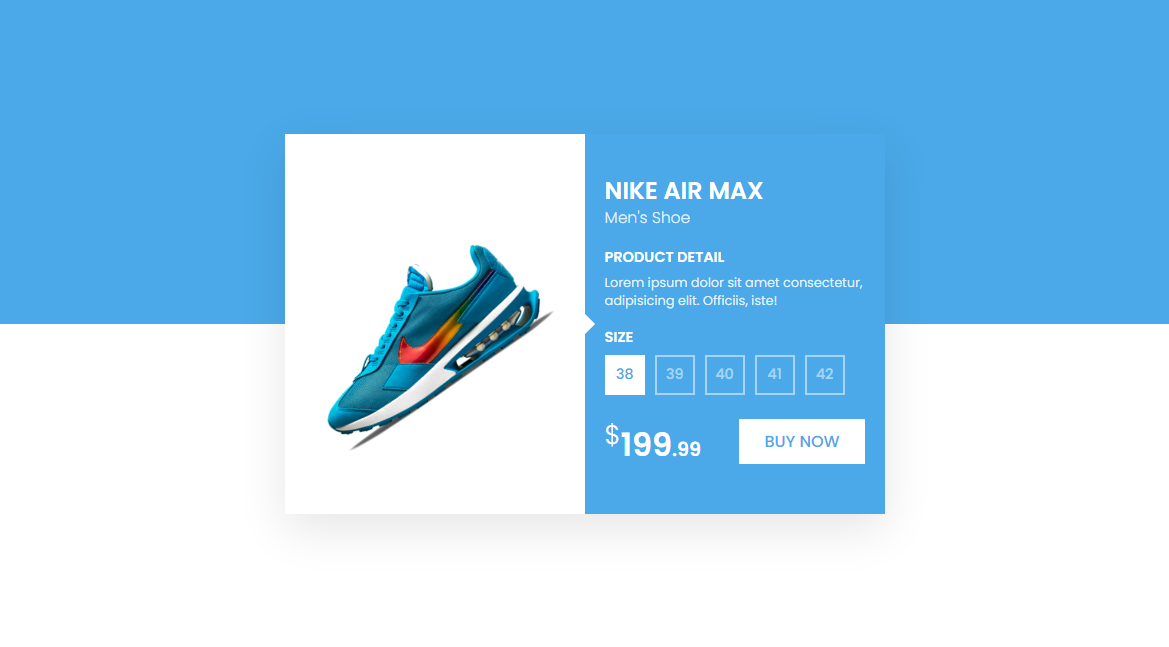 NIKE AIR MAX
Men's Shoe
PRODUCT DETAIL
Lorem ipsum dolor sit amet consectetur,
adipisicing elit. Officiis, iste!
SIZE
38 39 40 41 42
$199.99 BUY NOW